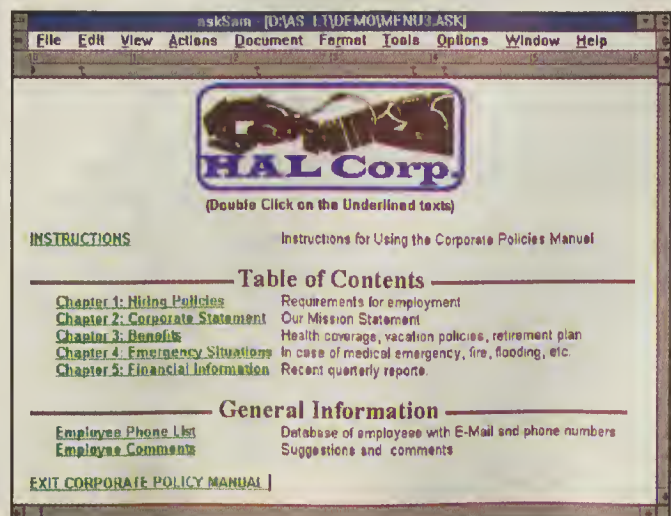 askSam - [D:\AS_LT\DEMO\MENU3.ASK]
File Edit View Actions Document Format Tools Options Window Help
HAL Corp.
(Double Click on the Underlined texts)
INSTRUCTIONS Instructions for Using the Corporate Policies Manual
Table of Contents
Chapter 1: Hiring Policies Requirements for employment
Chapter 2: Corporate Statement Our Mission Statement
Chapter 3: Benefits Health coverage, vacation policies, retirement plan
Chapter 4: Emergency Situations In case of medical emergency, fire, flooding, etc.
Chapter 5: Financial Information Recent quarterly reports.
General Information
Employee Phone List Database of employees with E-Mail and phone numbers
Employee Comments Suggestions and comments
EXIT CORPORATE POLICY MANUAL